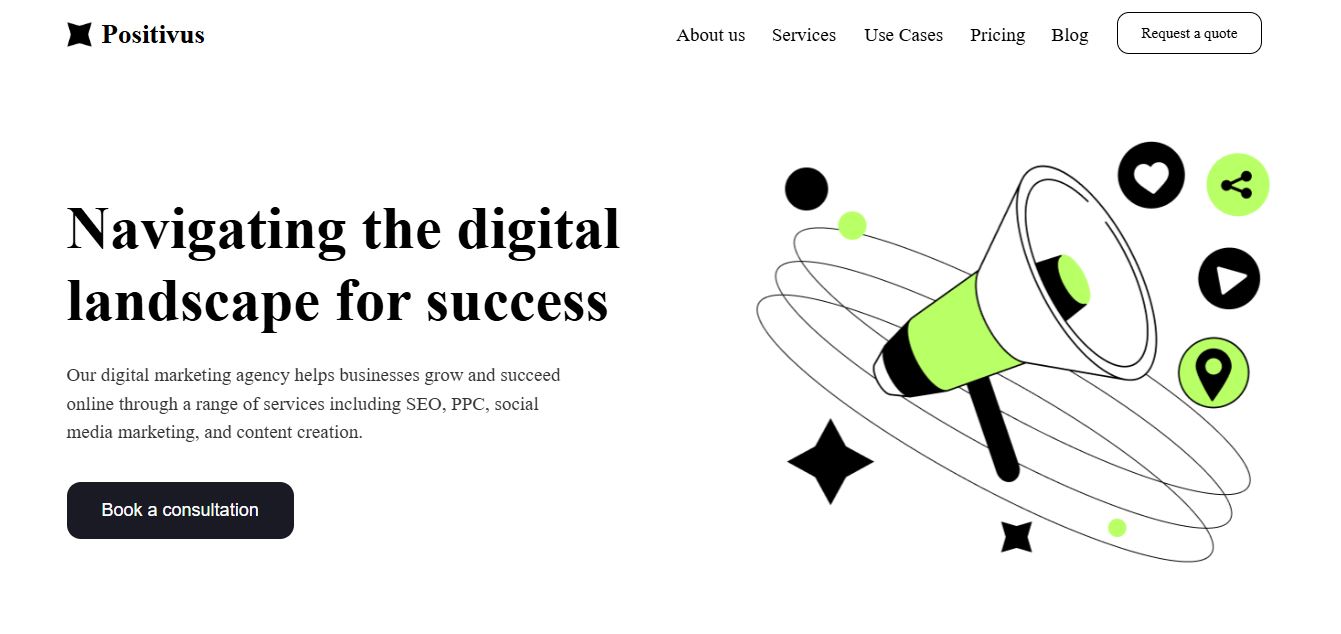 Positivus
About us Services Use Cases Pricing Blog Request a quote
Navigating the digital
landscape for success
Our digital marketing agency helps businesses grow and succeed
online through a range of services including SEO, PPC, social
media marketing, and content creation.
Book a consultation